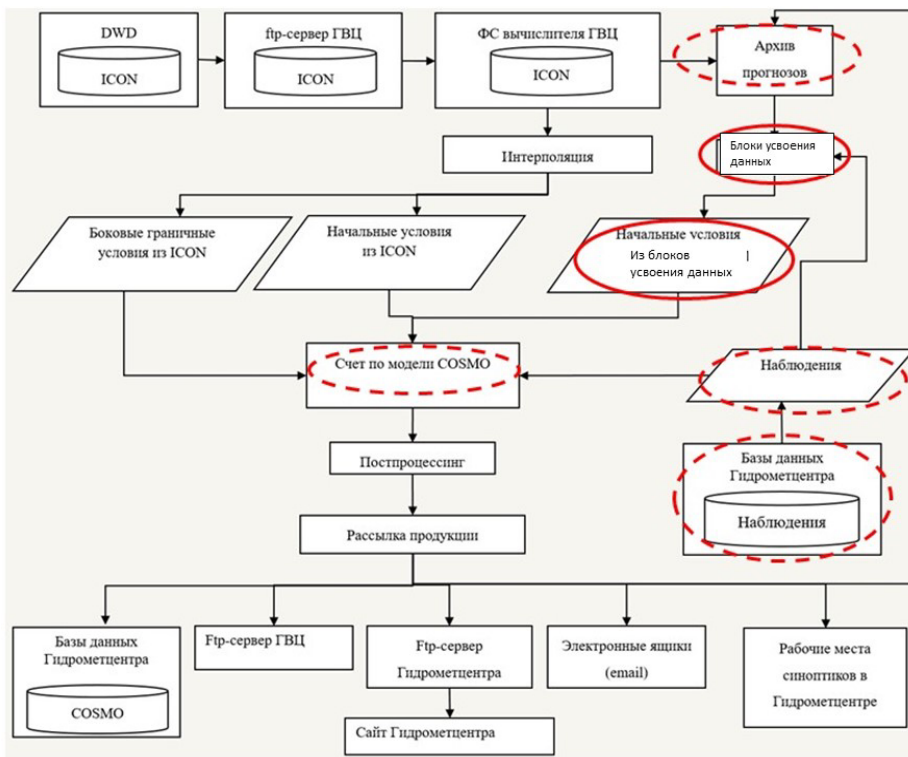 DWD
ICON
ftp-сервер ГВЦ
ICON
ФС вычислителя ГВЦ
ICON
Архив
прогнозов
Интерполяция
Блоки усвоения
данных
Боковые граничные
условия из ICON
Начальные условия
из ICON
Начальные условия
Из блоков
усвоения данных
Счет по модели COSMO
Наблюдения
Постпроцессинг
Базы данных
Гидрометцентра
Наблюдения
Рассылка продукции
Базы данных
Гидрометцентра
COSMO
Ftp-сервер ГВЦ
Ftp-сервер
Гидрометцентра
Сайт Гидрометцентра
Электронные ящики
(email)
Рабочие места
синоптиков в
Гидрометцентре